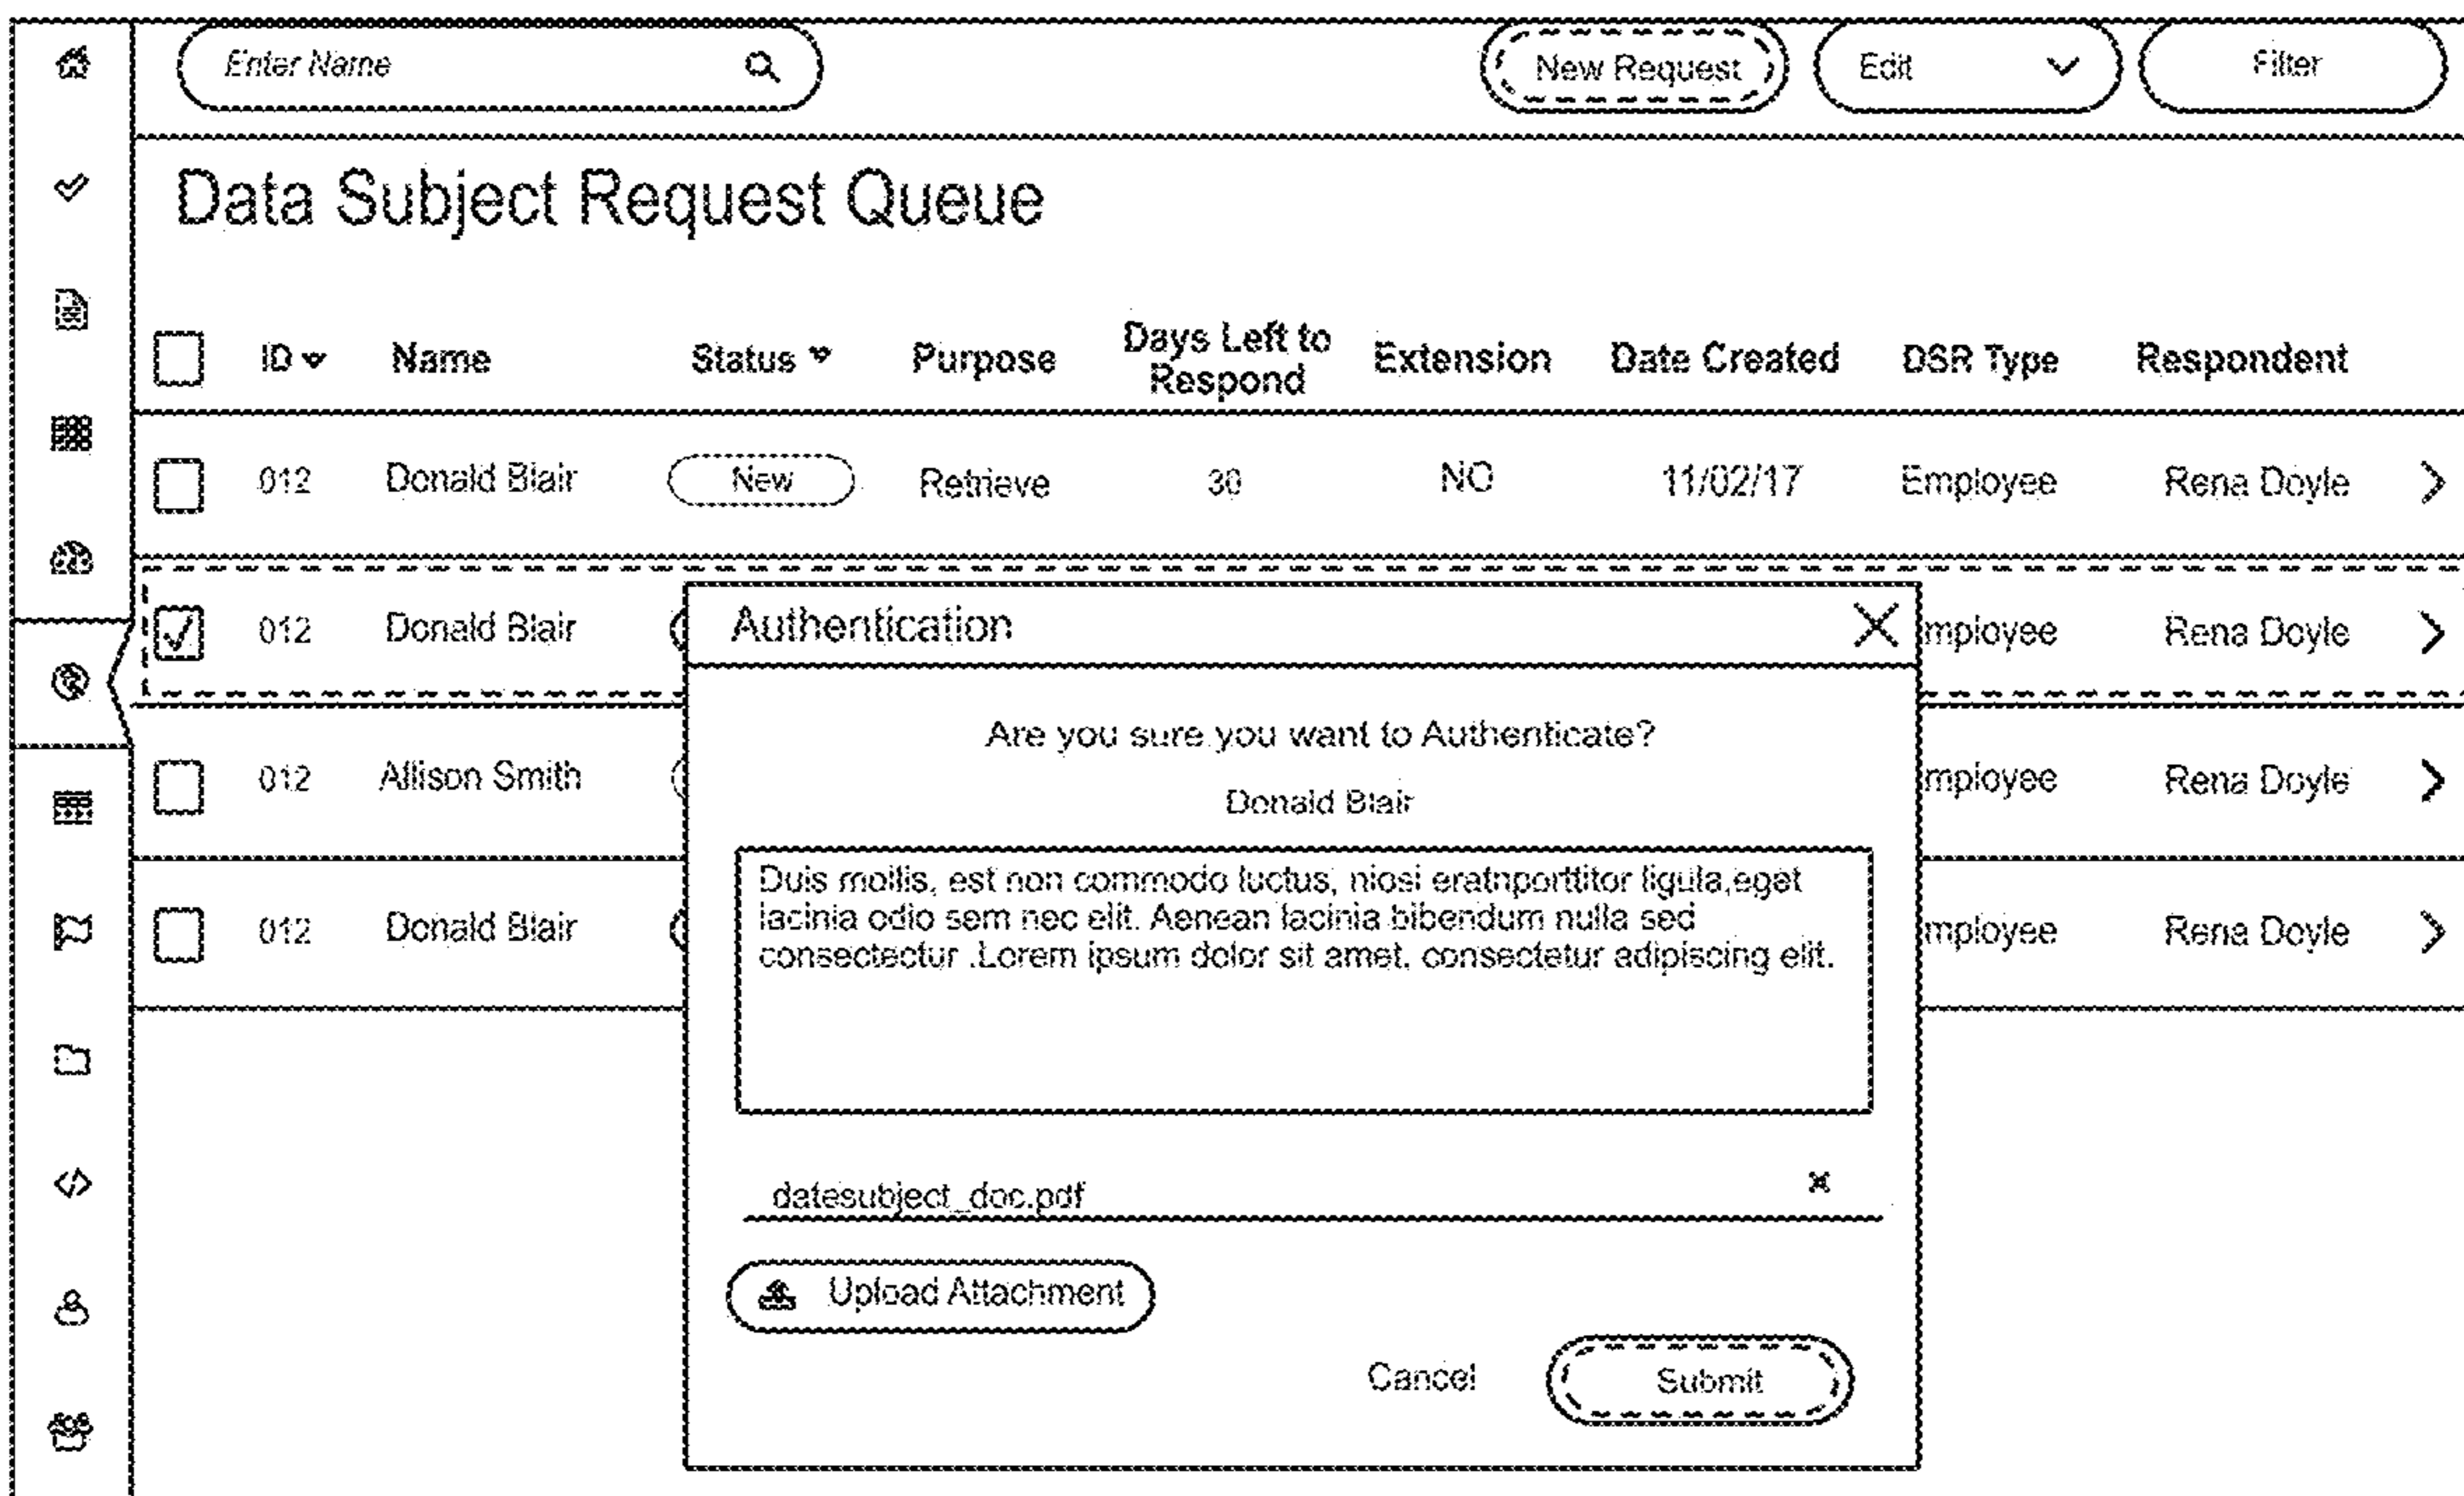 Enter Name
New Request
Edit
Filter
Data Subject Request Queue
ID Name Status Purpose Days Left to Respond Extension Date Created DSR Type Respondent
012 Donald Blair New Retrieve 30 NO 11/02/17 Employee Rena Doyle
012 Donald Blair mployee Rena Doyle
012 Allison Smith mployee Rena Doyle
012 Donald Blair mployee Rena Doyle
Authentication
Are you sure you want to Authenticate?
Donald Blair
Duis mollis, est non commodo luctus, niosi eratnporttitor ligula,eget
lacinia odio sem nec elit. Aenean lacinia bibendum nulla sed
consectectur .Lorem ipsum dolor sit amet, consectetur adipiscing elit.
datesubject_doc.pdf
Upload Attachment
Cancel
Submit